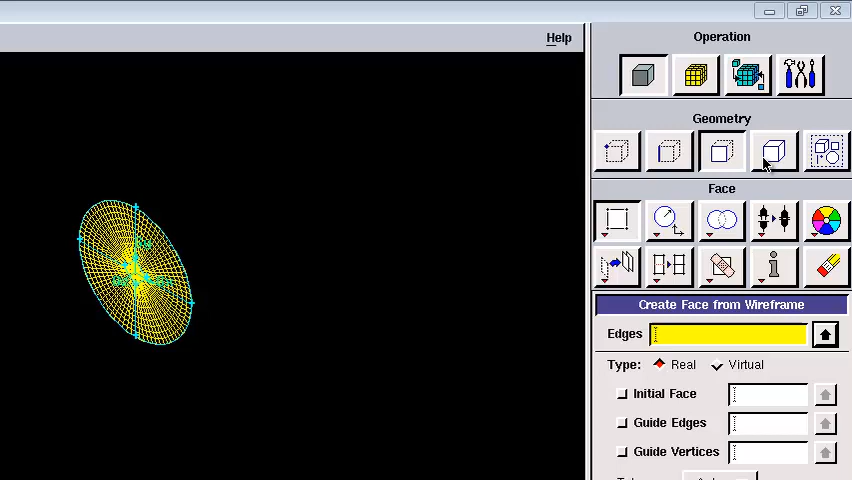 Help
Operation
Geometry
Face
Create Face from Wireframe
Edges
Type: Real Virtual
Initial Face
Guide Edges
Guide Vertices